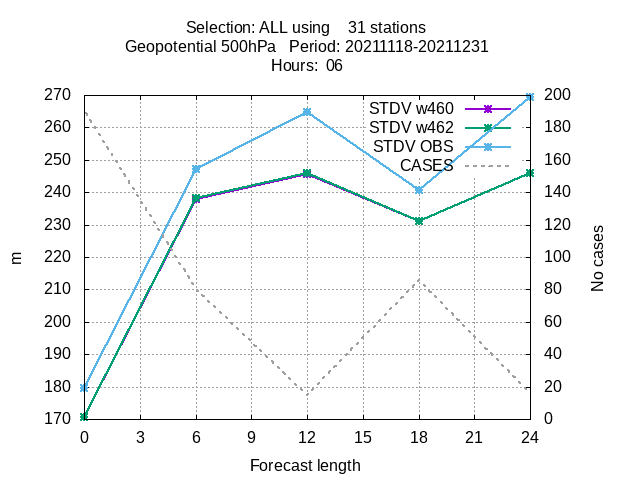 Selection: ALL using    31 stations
Geopotential 500hPa   Period: 20211118-20211231
Hours:  06
270
260
250
240
230
220
210
200
190
180
170
200
180
160
140
120
100
80
60
40
20
0
STDV w460
STDV w462
STDV OBS
CASES
m
No cases
0 3 6 9 12 15 18 21 24
Forecast length